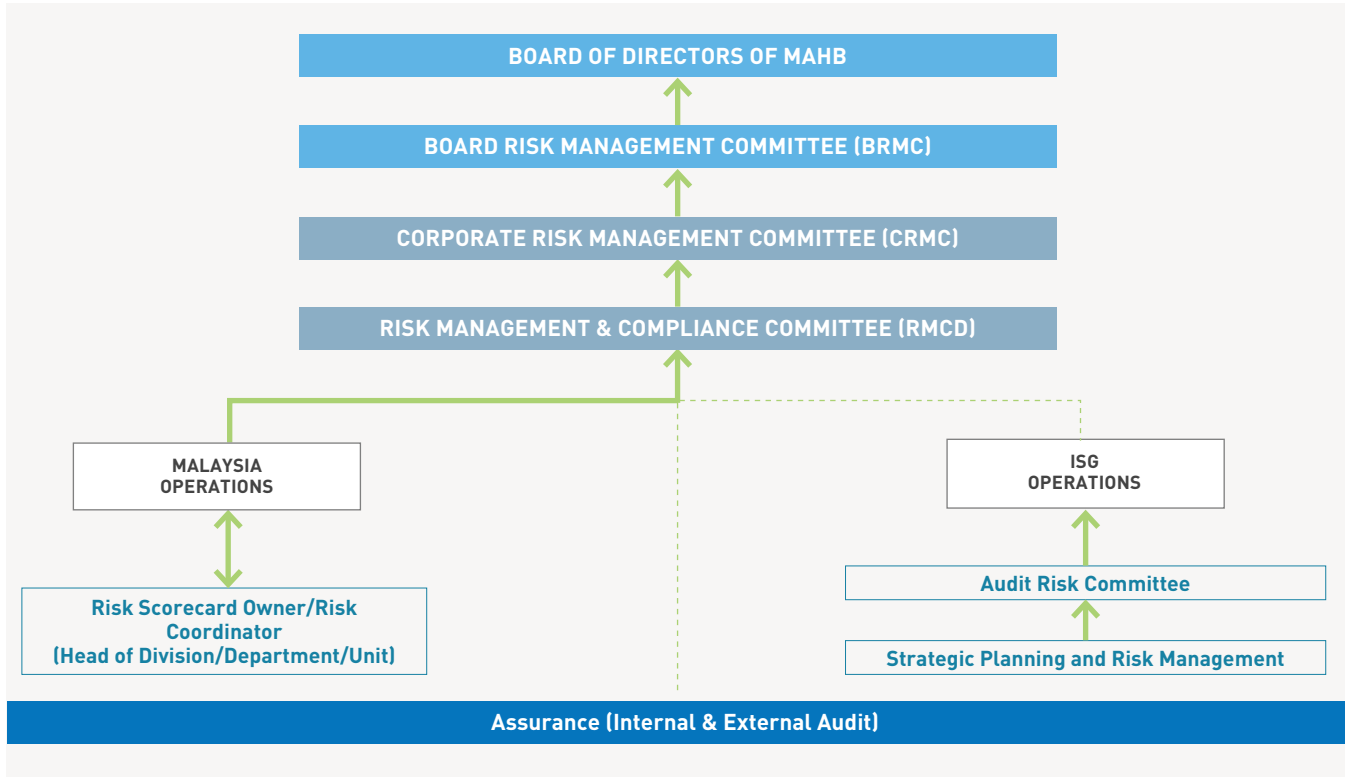 BOARD OF DIRECTORS OF MAHB
BOARD RISK MANAGEMENT COMMITTEE (BRMC)
CORPORATE RISK MANAGEMENT COMMITTEE (CRMC)
RISK MANAGEMENT & COMPLIANCE COMMITTEE (RMCD)
MALAYSIA
OPERATIONS
Risk Scorecard Owner/Risk
Coordinator
(Head of Division/Department/Unit)
ISG
OPERATIONS
Audit Risk Committee
Strategic Planning and Risk Management
Assurance (Internal & External Audit)